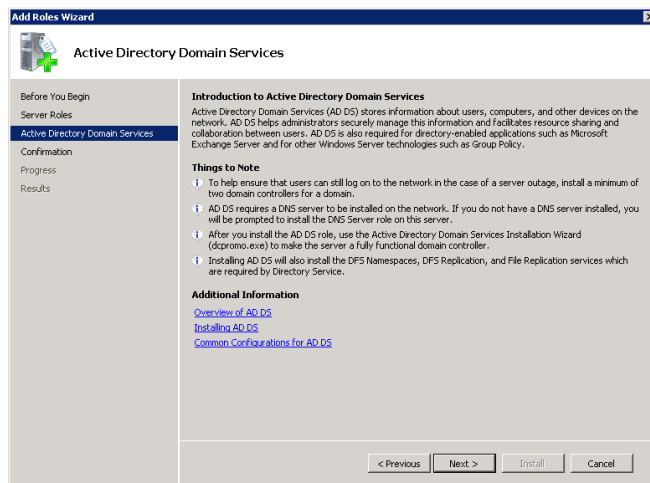 Add Roles Wizard
Active Directory Domain Services
Before You Begin
Server Roles
Active Directory Domain Services
Confirmation
Progress
Results
Introduction to Active Directory Domain Services
Active Directory Domain Services (AD DS) stores information about users, computers, and other devices on the
network. AD DS helps administrators securely manage this information and facilitates resource sharing and
collaboration between users. AD DS is also required for directory-enabled applications such as Microsoft
Exchange Server and for other Windows Server technologies such as Group Policy.
Things to Note
To help ensure that users can still log on to the network in the case of a server outage, install a minimum of
two domain controllers for a domain.
AD DS requires a DNS server to be installed on the network. If you do not have a DNS server installed, you
will be prompted to install the DNS Server role on this server.
After you install the AD DS role, use the Active Directory Domain Services Installation Wizard
(dcpromo.exe) to make the server a fully functional domain controller.
Installing AD DS will also install the DFS Namespaces, DFS Replication, and File Replication services which
are required by Directory Service.
Additional Information
Overview of AD DS
Installing AD DS
Common Configurations for AD DS
< Previous
Next >
Install
Cancel